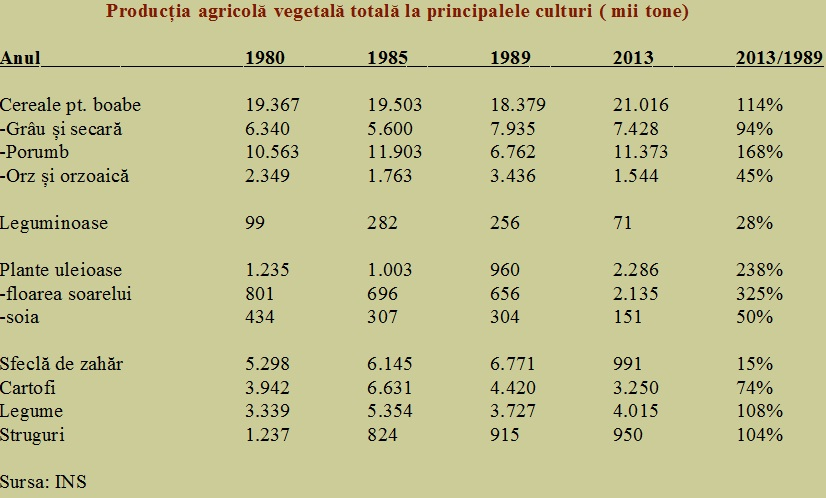 Producția agricolă vegetală totală la principalele culturi ( mii tone)
Anul 1980 1985 1989 2013 2013/1989
Cereale pt. boabe 19.367 19.503 18.379 21.016 114%
-Grâu și secară 6.340 5.600 7.935 7.428 94%
-Porumb 10.563 11.903 6.762 11.373 168%
-Orz și orzoaică 2.349 1.763 3.436 1.544 45%
Leguminoase 99 282 256 71 28%
Plante uleioase 1.235 1.003 960 2.286 238%
-floarea soarelui 801 696 656 2.135 325%
-soia 434 307 304 151 50%
Sfeclă de zahăr 5.298 6.145 6.771 991 15%
Cartofi 3.942 6.631 4.420 3.250 74%
Legume 3.339 5.354 3.727 4.015 108%
Struguri 1.237 824 915 950 104%
Sursa: INS